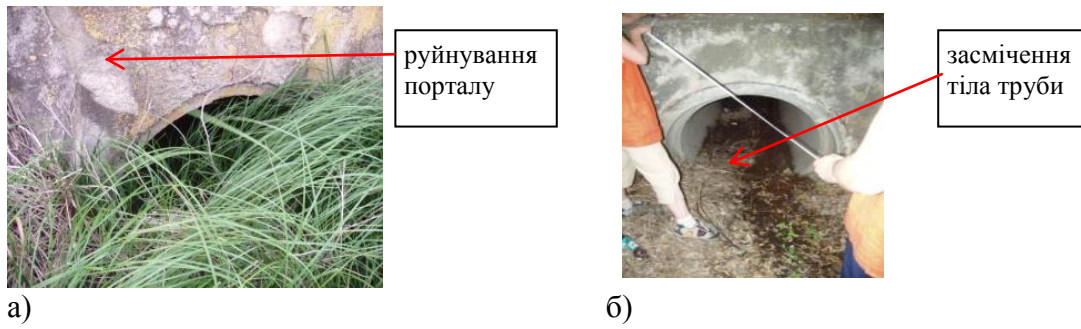 руйнування
порталу
засмічення
тіла труби
а)
б)